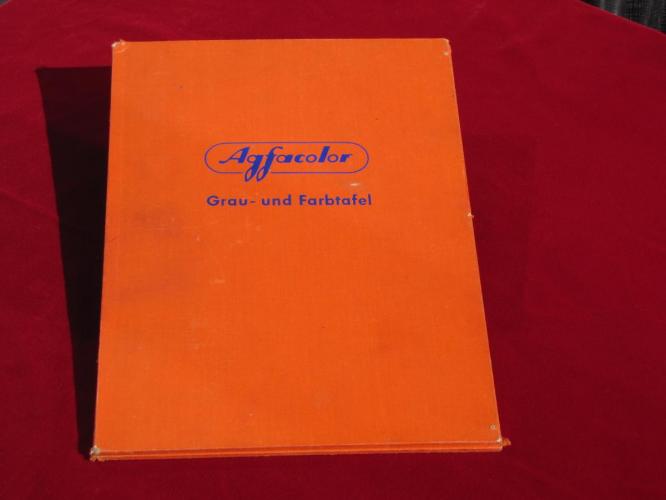 Agfacolor
Grau- und Farbtafel